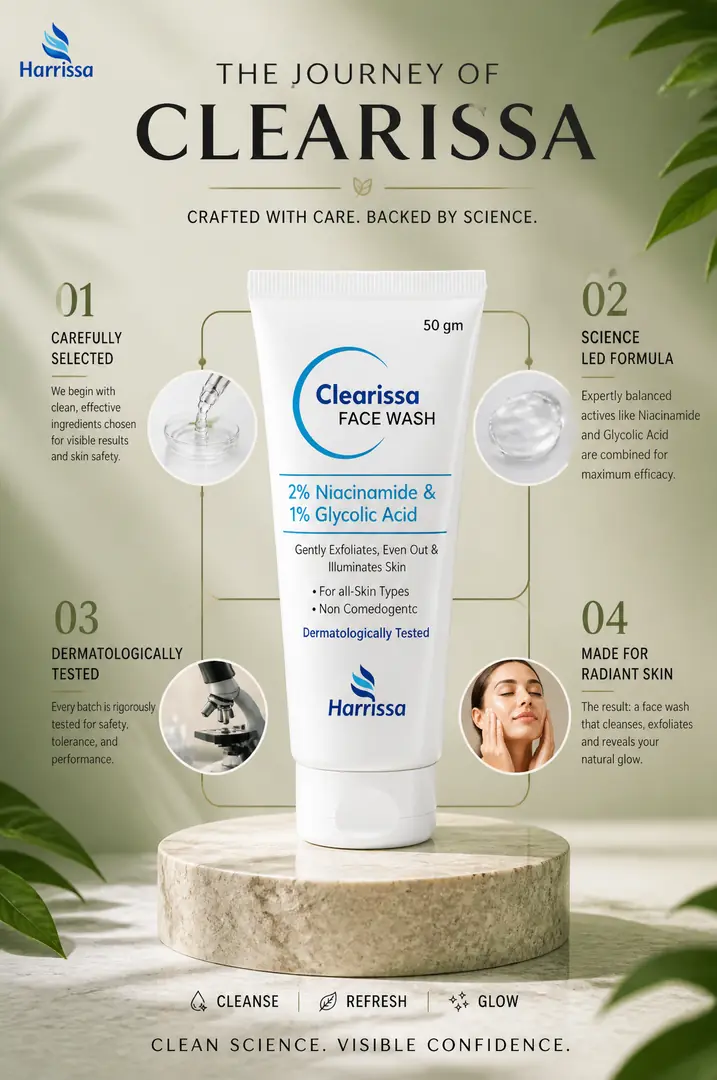 Harrissa
THE JOURNEY OF
CLEARISSA
CRAFTED WITH CARE. BACKED BY SCIENCE.
01
CAREFULLY
SELECTED
We begin with
clean, effective
ingredients chosen
for visible results
and skin safety.
02
SCIENCE
LED FORMULA
Expertly balanced
actives like Niacinamide
and Glycolic Acid
are combined for
maximum efficacy.
50 gm
Clearissa
FACE WASH
2% Niacinamide &
1% Glycolic Acid
Gently Exfoliates, Even Out &
Illuminates Skin
• For all-Skin Types
• Non Comedogentc
Dermatologically Tested
Harrissa
03
DERMATOLOGICALLY
TESTED
Every batch is rigorously
tested for safety,
tolerance, and
performance.
04
MADE FOR
RADIANT SKIN
The result: a face wash
that cleanses, exfoliates
and reveals your
natural glow.
CLEANSE | REFRESH | GLOW
CLEAN SCIENCE. VISIBLE CONFIDENCE.